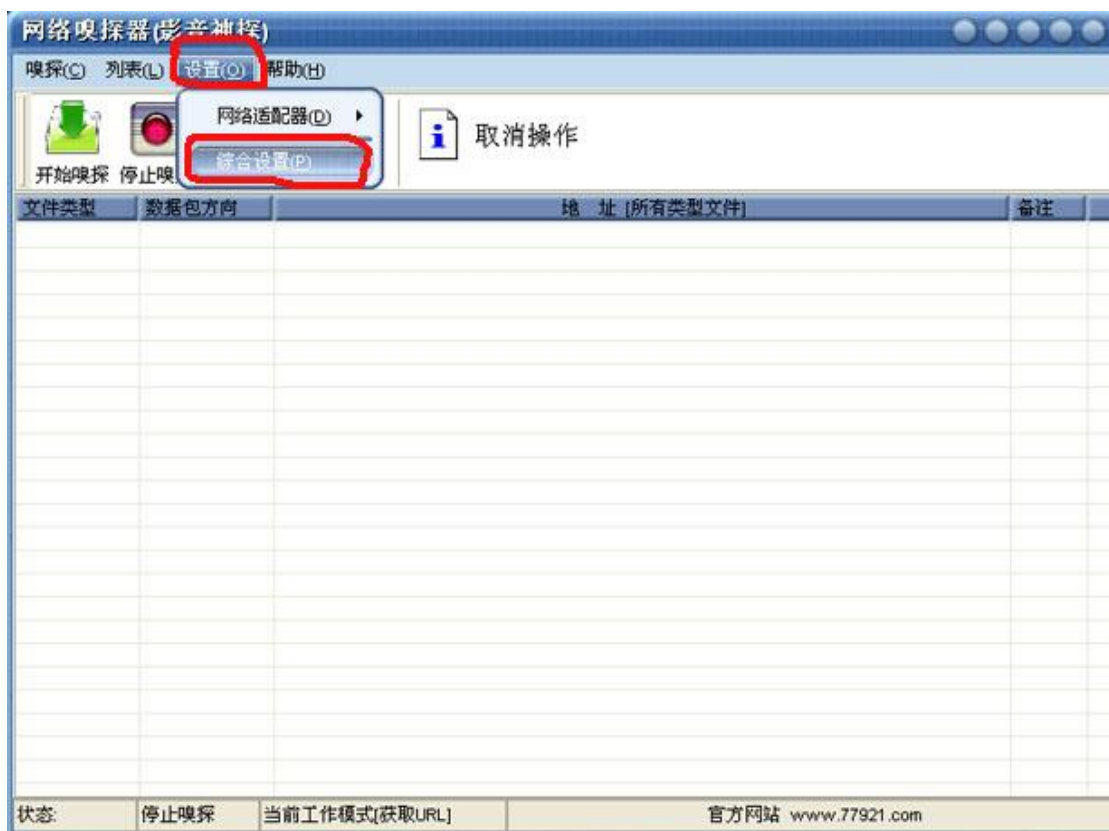 网络嗅探器(影音神探)
嗅探(C) 列表(L) 设置(O) 帮助(H)
网络适配器(D)
综合设置(P)
取消操作
开始嗅探 停止嗅
文件类型 数据包方向 地 址 [所有类型文件] 备注
状态: 停止嗅探 当前工作模式[获取URL] 官方网站 www.77921.com